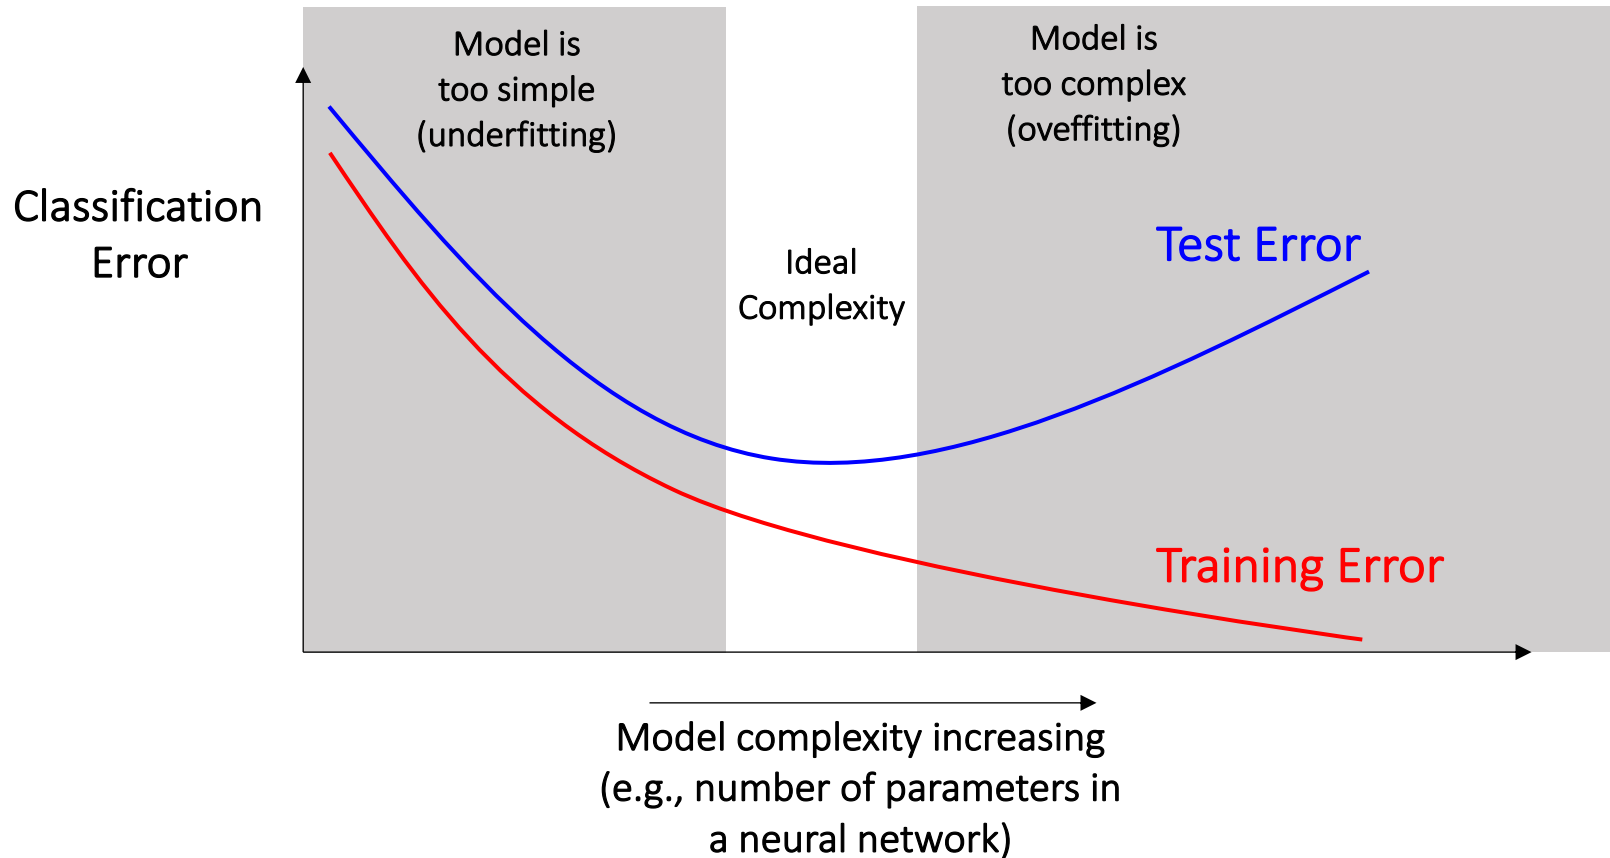 Model is
too simple
(underfitting)
Model is
too complex
(oveffitting)
Classification
Error
Ideal
Complexity
Test Error
Training Error
Model complexity increasing
(e.g., number of parameters in
a neural network)